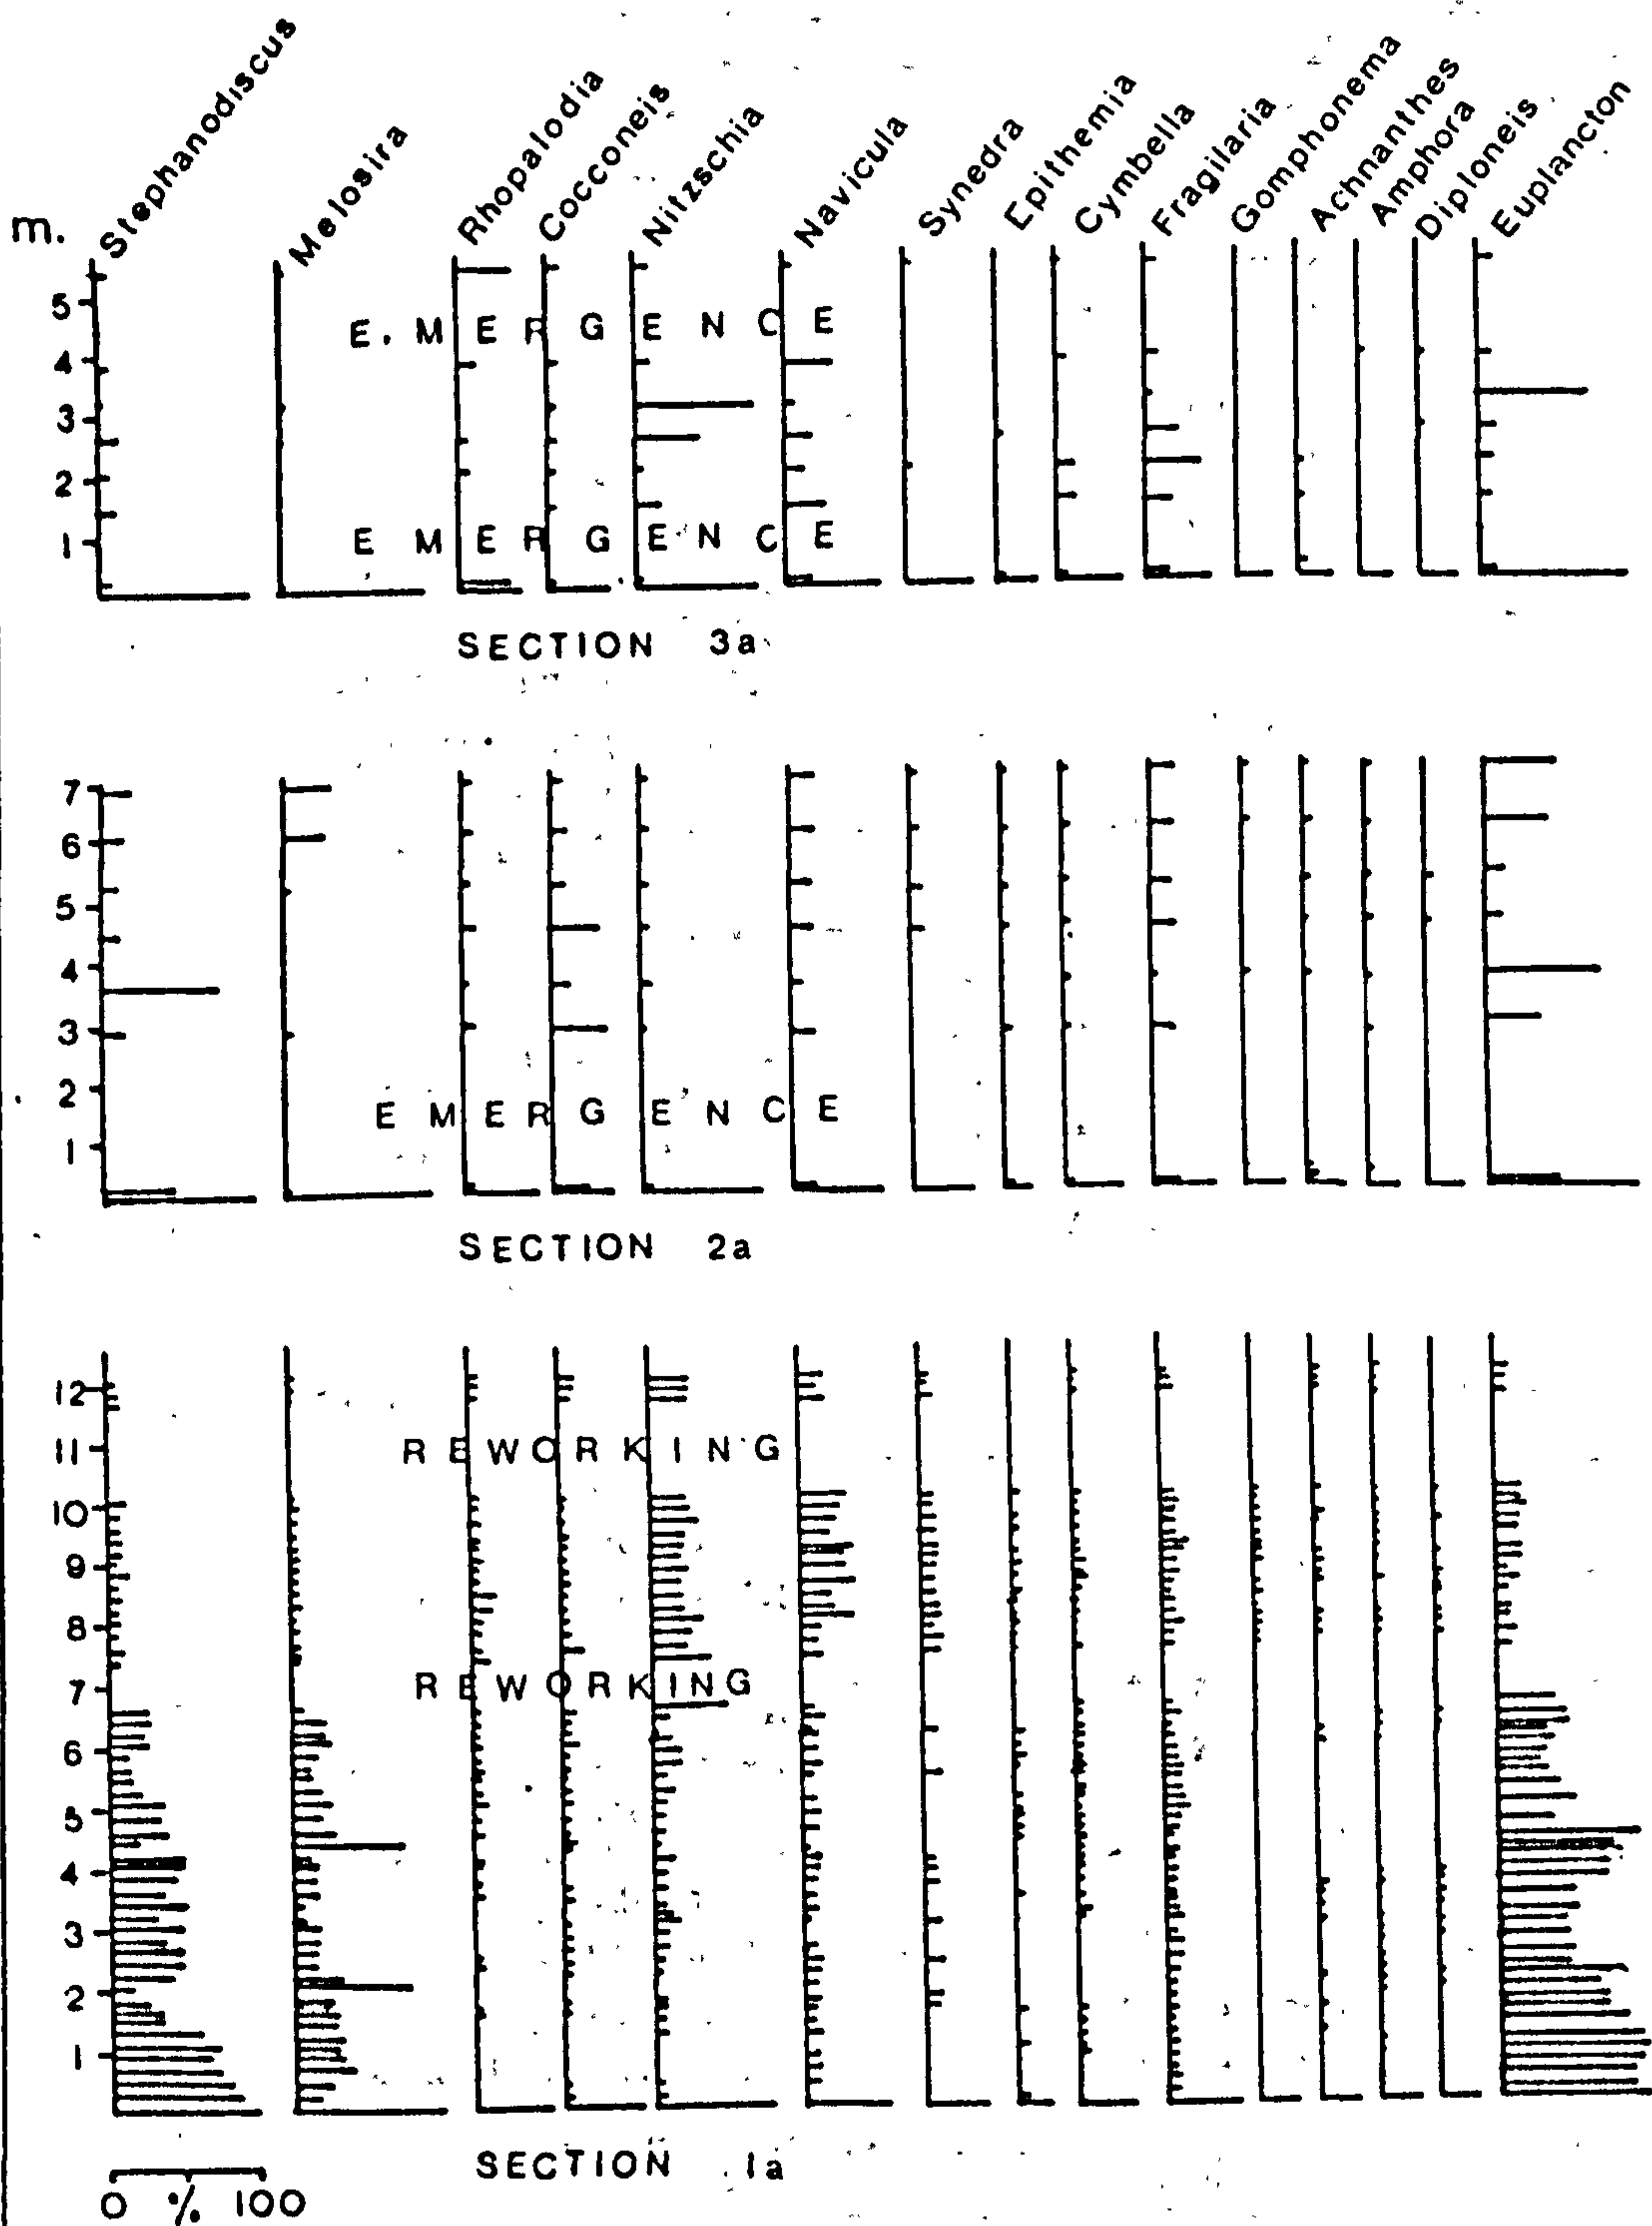 Stephanodiscus
Melosira
Rhopalodia
Cocconeis
Nitzschia
Navicula
Synedra
Epithemia
Cymbella
Fragilaria
Gomphonema
Achnanthes
Amphora
Diploneis
Euplancton
m.
5
E. M E R G E N C E
4
3
2
1
E M E R G E N C E
SECTION 3a
7
6
5
4
3
2
E M E R G E N C E
1
SECTION 2a
12
11
R E W O R K I N G
10
9
8
7
R E W O R K I N G
6
5
4
3
2
1
SECTION 1a
0 % 100